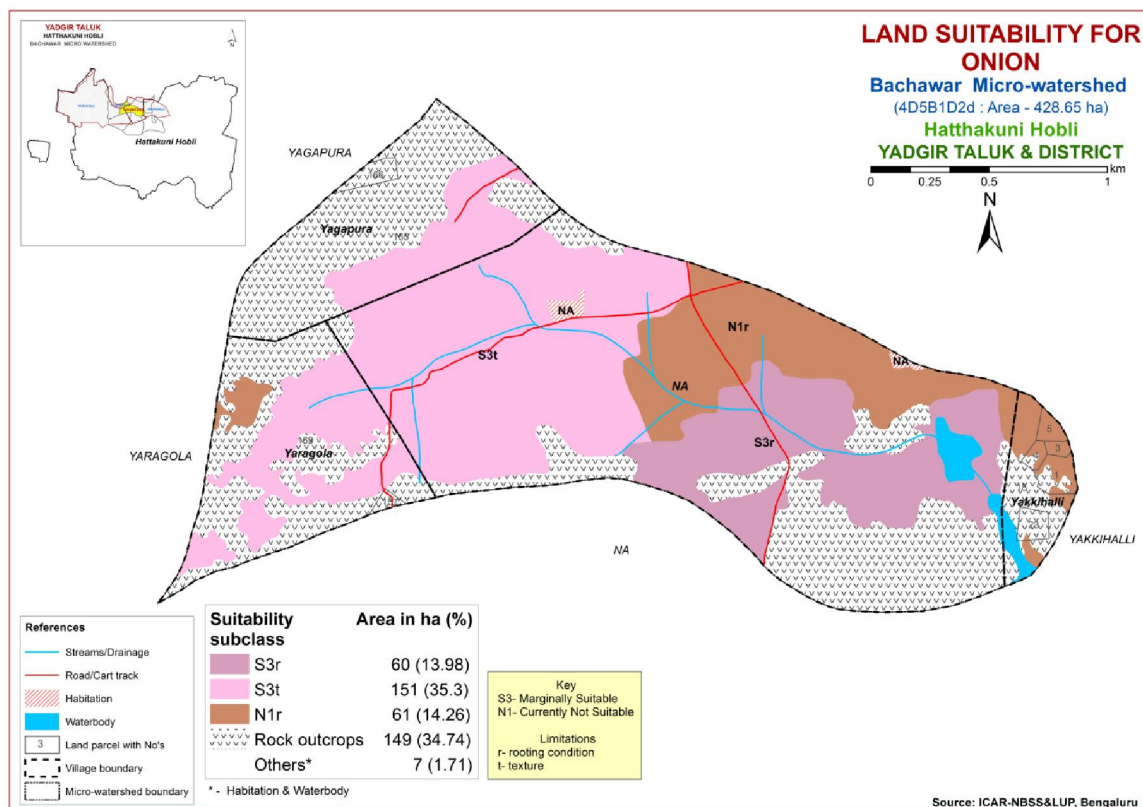 YADGIR TALUK
HATTHAKUNI HOBLI
BACHAWAR MICRO WATERSHED
N
Hattakuni Hobli
LAND SUITABILITY FOR
ONION
Bachawar Micro-watershed
(4D5B1D2d : Area - 428.65 ha)
Hatthakuni Hobli
YADGIR TALUK & DISTRICT
km
0 0.25 0.5 1
N
YAGAPURA
Yagapura
NA
N1r
S3t
NA
NA
S3r
YARAGOLA
169
Yaragola
5
3
1
Yakkihalli
YAKKIHALLI
NA
References
Streams/Drainage
Road/Cart track
Habitation
Waterbody
3 Land parcel with No's
Village boundary
Micro-watershed boundary
Suitability subclass Area in ha (%)
S3r 60 (13.98)
S3t 151 (35.3)
N1r 61 (14.26)
Rock outcrops 149 (34.74)
Others* 7 (1.71)
* - Habitation & Waterbody
Key
S3- Marginally Suitable
N1- Currently Not Suitable
Limitations
r- rooting condition
t- texture
Source: ICAR-NBSS&LUP, Bengaluru